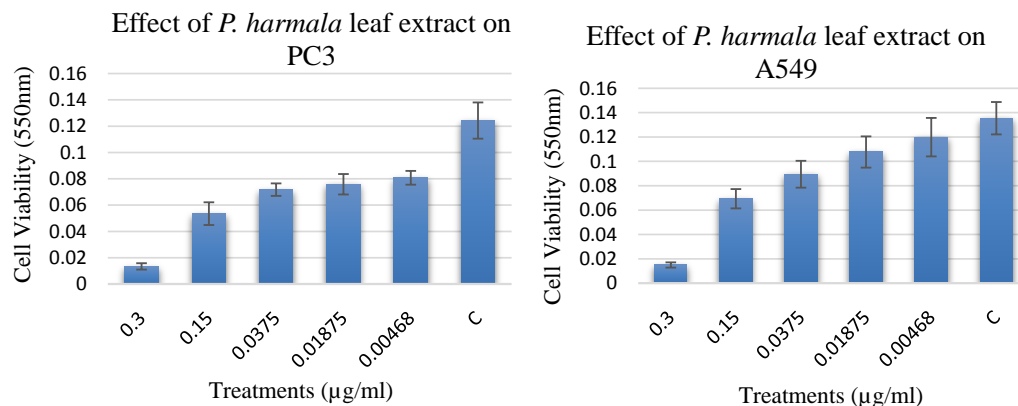 Effect of P. harmala leaf extract on
PC3
Cell Viability (550nm)
0.16
0.14
0.12
0.1
0.08
0.06
0.04
0.02
0
0.3
0.15
0.0375
0.01875
0.00468
C
Treatments (µg/ml)
Effect of P. harmala leaf extract on
A549
Cell Viability (550nm)
0.16
0.14
0.12
0.1
0.08
0.06
0.04
0.02
0
0.3
0.15
0.0375
0.01875
0.00468
C
Treatments (µg/ml)